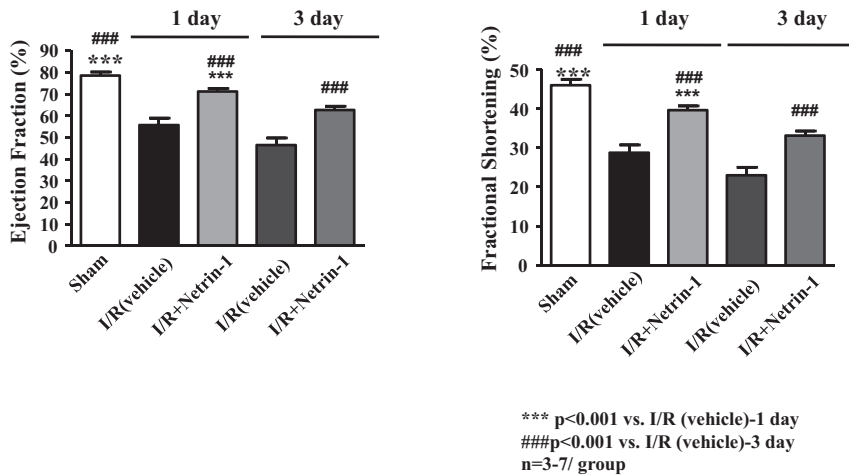 1 day 3 day
Ejection Fraction (%)
90
80
70
60
50
40
30
20
10
0
###
***
###
***
###
Sham
I/R(vehicle)
I/R+Netrin-1
I/R(vehicle)
I/R+Netrin-1
1 day 3 day
Fractional Shortening (%)
50
40
30
20
10
0
###
***
###
***
###
Sham
I/R(vehicle)
I/R+Netrin-1
I/R(vehicle)
I/R+Netrin-1
*** p<0.001 vs. I/R (vehicle)-1 day
###p<0.001 vs. I/R (vehicle)-3 day
n=3-7/ group